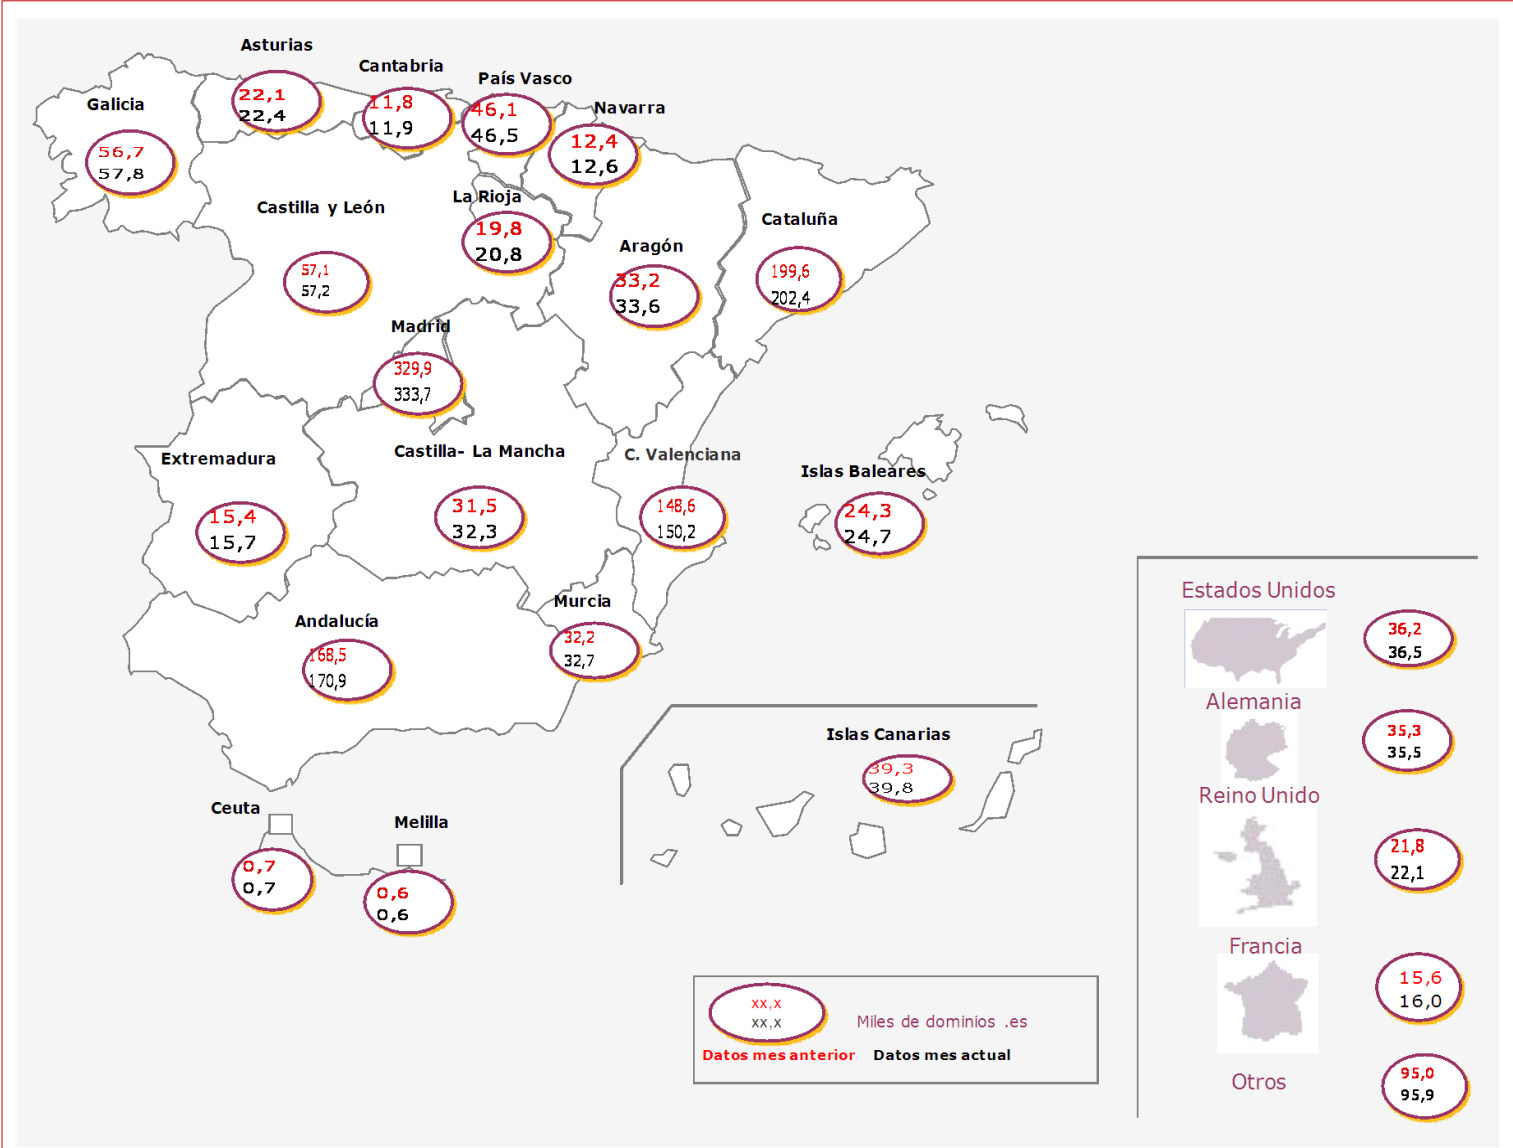 Asturias
22,1
22,4
Cantabria
11,8
11,9
País Vasco
46,1
46,5
Navarra
12,4
12,6
Galicia
56,7
57,8
Castilla y León
57,1
57,2
La Rioja
19,8
20,8
Aragón
33,2
33,6
Cataluña
199,6
202,4
Madrid
329,9
333,7
Extremadura
15,4
15,7
Castilla- La Mancha
31,5
32,3
C. Valenciana
148,6
150,2
Islas Baleares
24,3
24,7
Andalucía
168,5
170,9
Murcia
32,2
32,7
Islas Canarias
39,3
39,8
Ceuta
0,7
0,7
Melilla
0,6
0,6
Estados Unidos
36,2
36,5
Alemania
35,3
35,5
Reino Unido
21,8
22,1
Francia
15,6
16,0
Otros
95,0
95,9
xx,x
xx,x
Miles de dominios .es
Datos mes anterior Datos mes actual